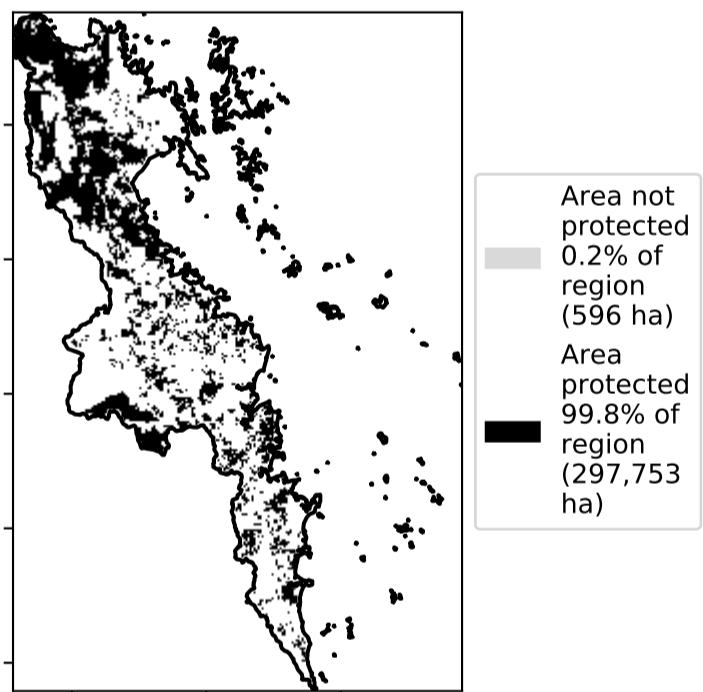 Area not
protected
0.2% of
region
(596 ha)
Area
protected
99.8% of
region
(297,753
ha)